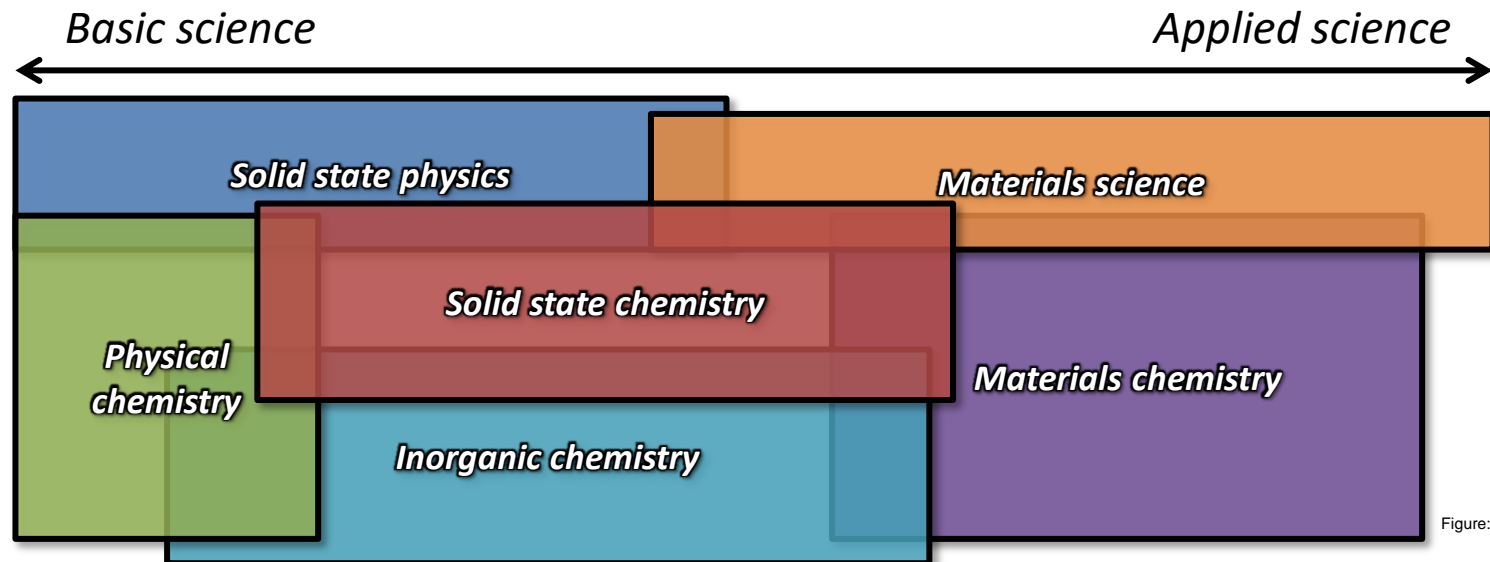 Basic science
Applied science
Solid state physics
Materials science
Solid state chemistry
Physical
chemistry
Materials chemistry
Inorganic chemistry
Figure: